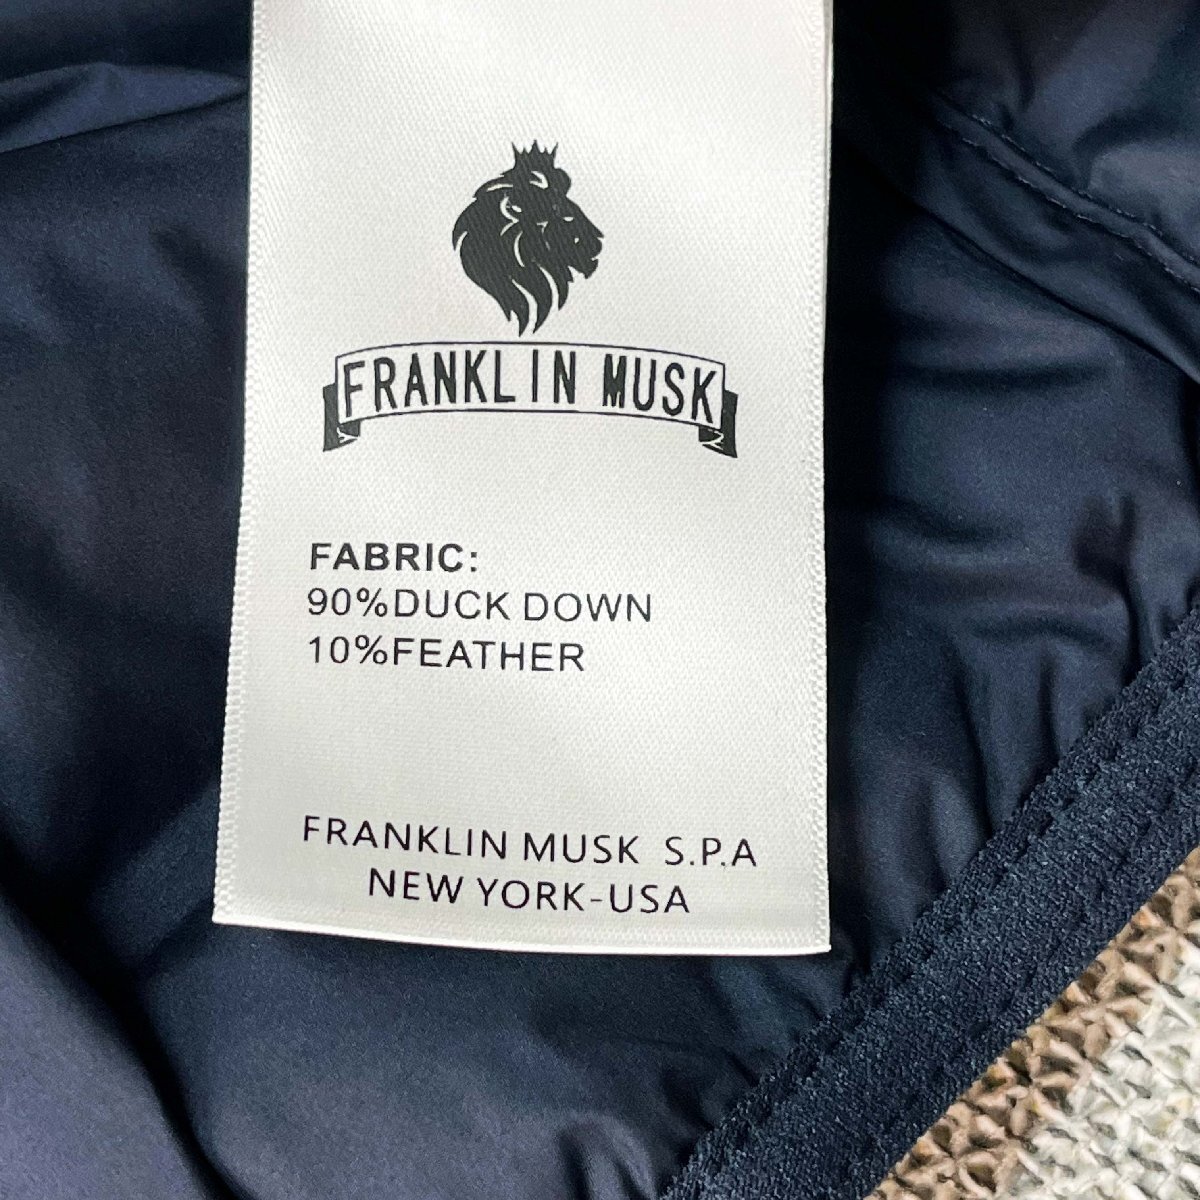 FRANKLIN MUSK
FABRIC:
90%DUCK DOWN
10%FEATHER
FRANKLIN MUSK S.P.A
NEW YORK-USA